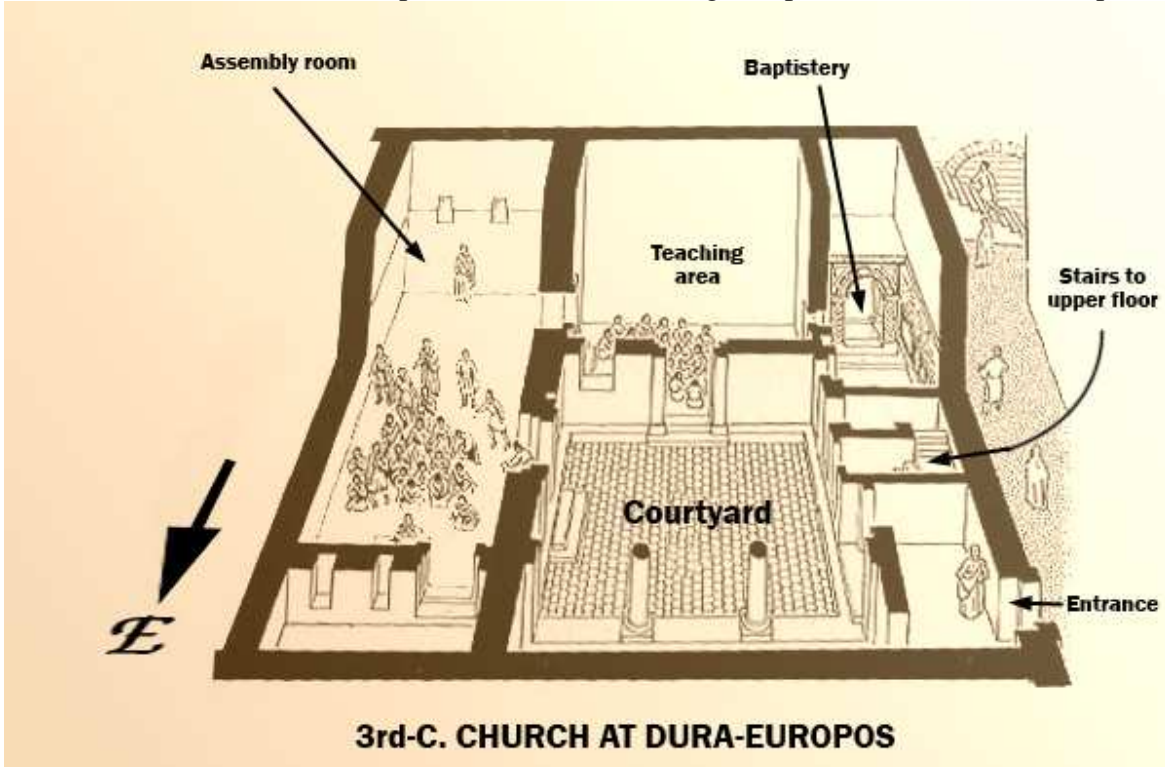 Assembly room
Baptistery
Teaching
area
Stairs to
upper floor
Courtyard
Entrance
E
3rd-C. CHURCH AT DURA-EUROPOS